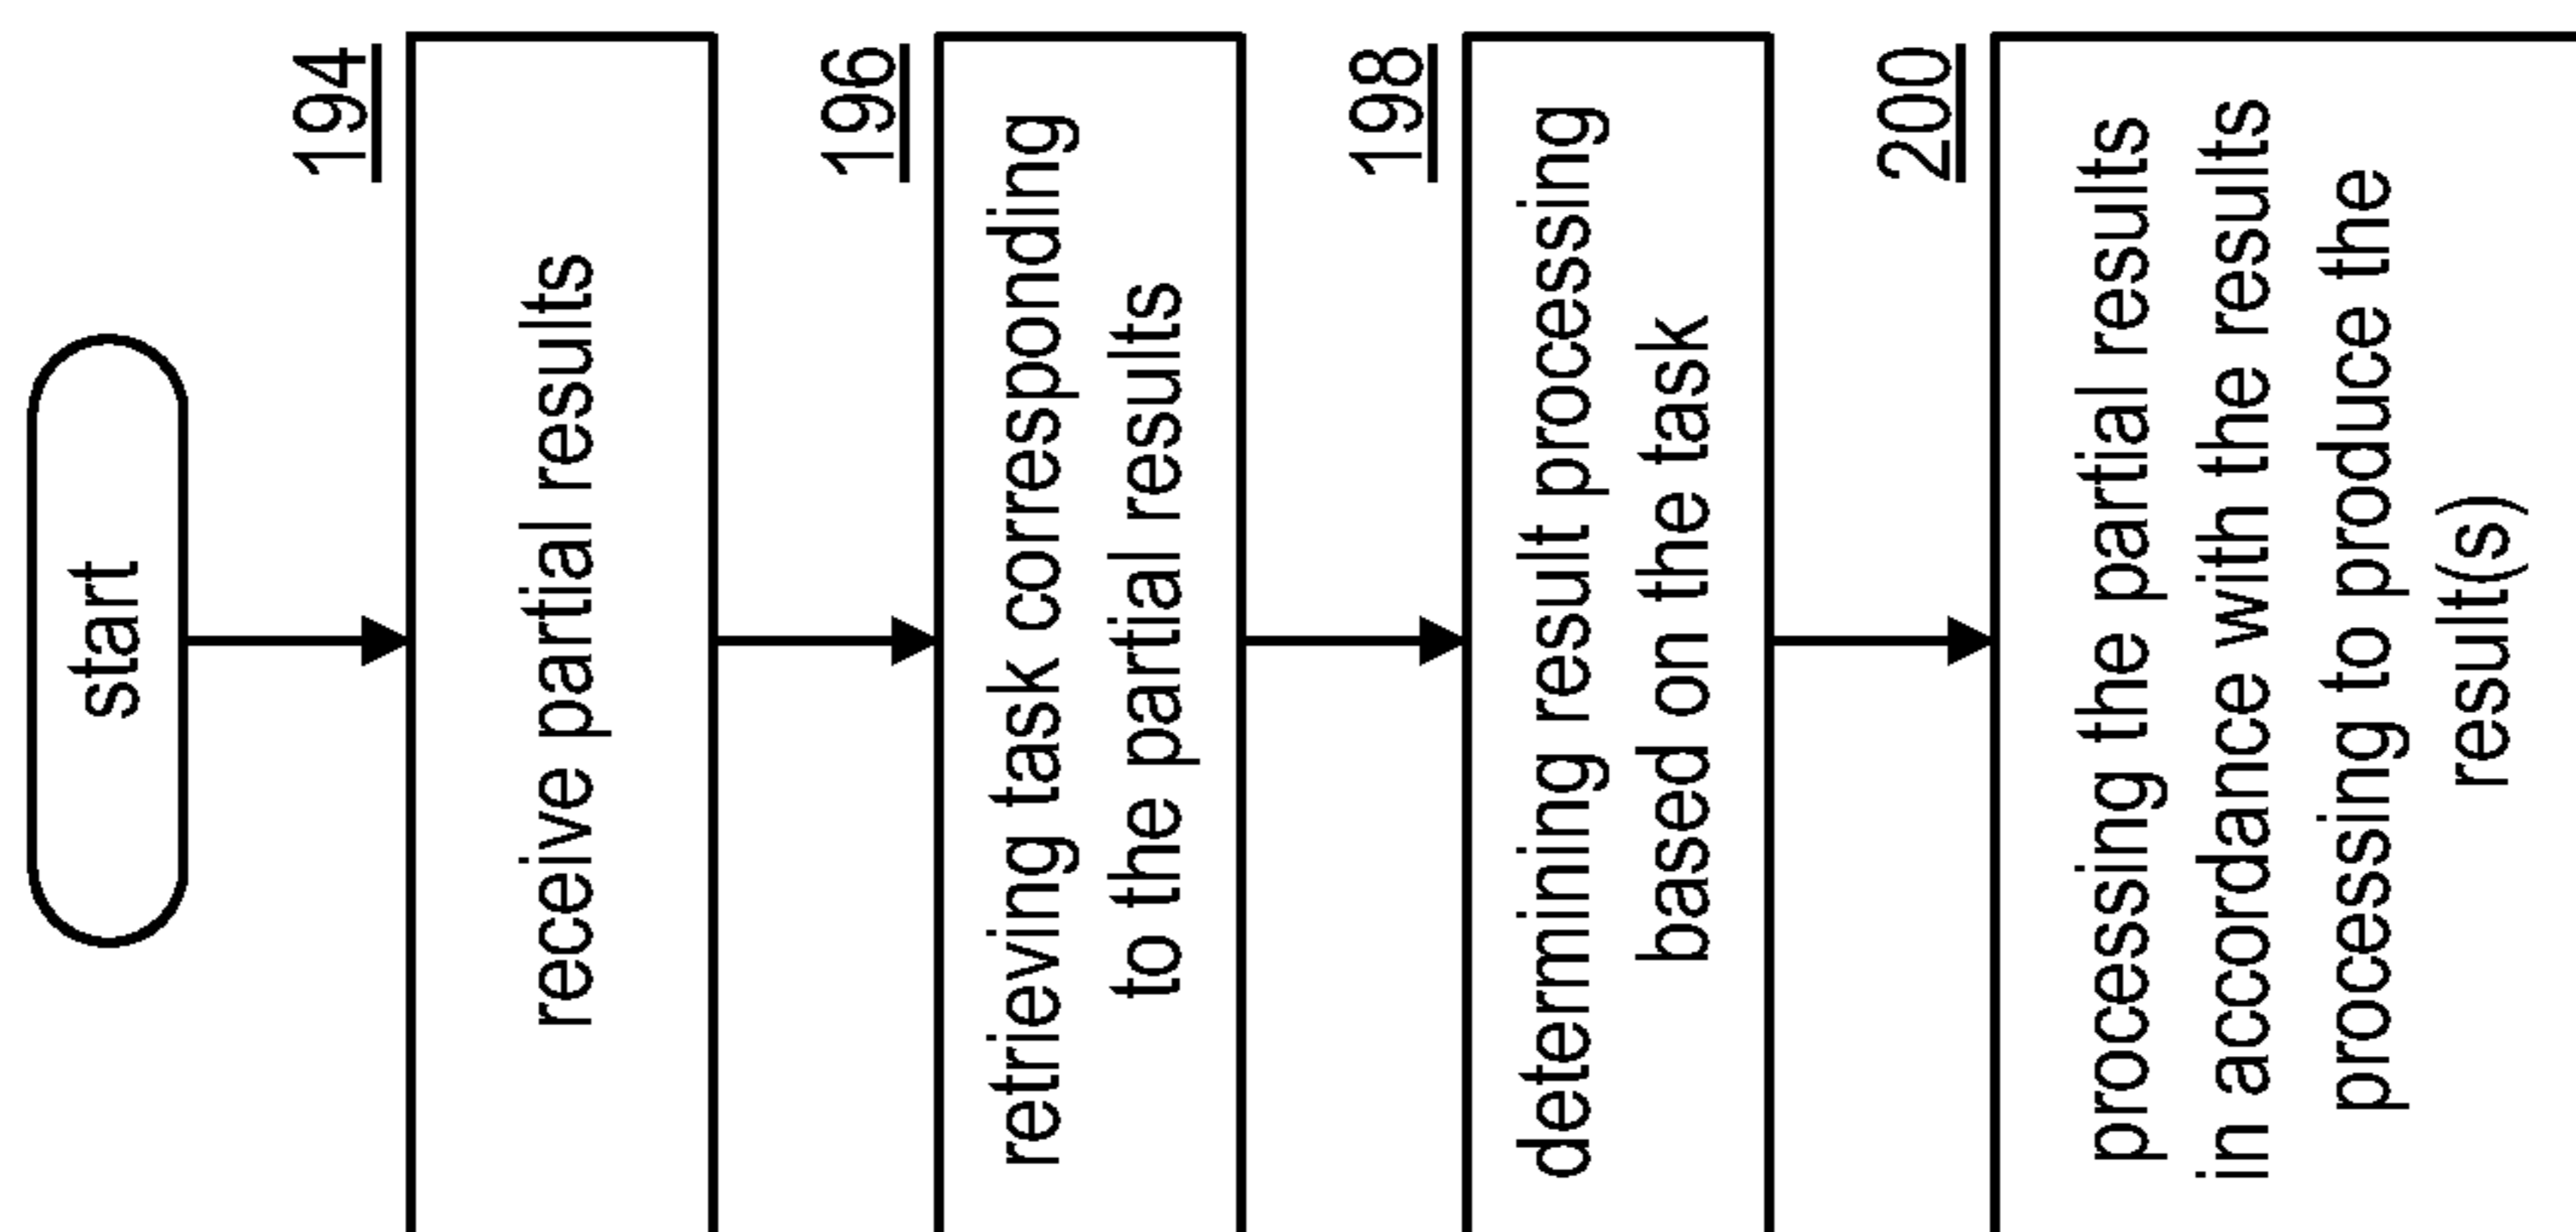 start
194
receive partial results
196
retrieving task corresponding
to the partial results
198
determining result processing
based on the task
200
processing the partial results
in accordance with the results
processing to produce the
result(s)